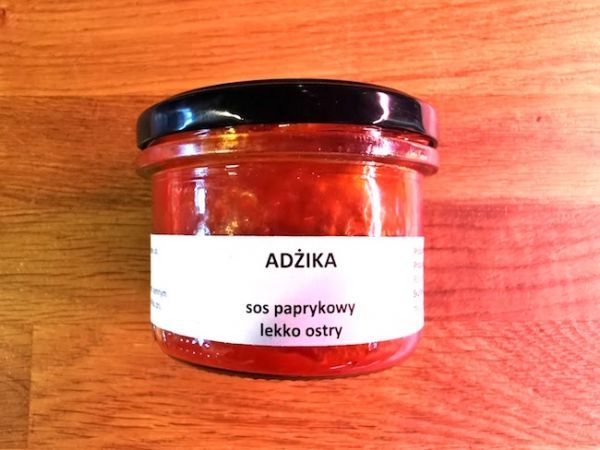 ADŻIKA
sos paprykowy
lekko ostry